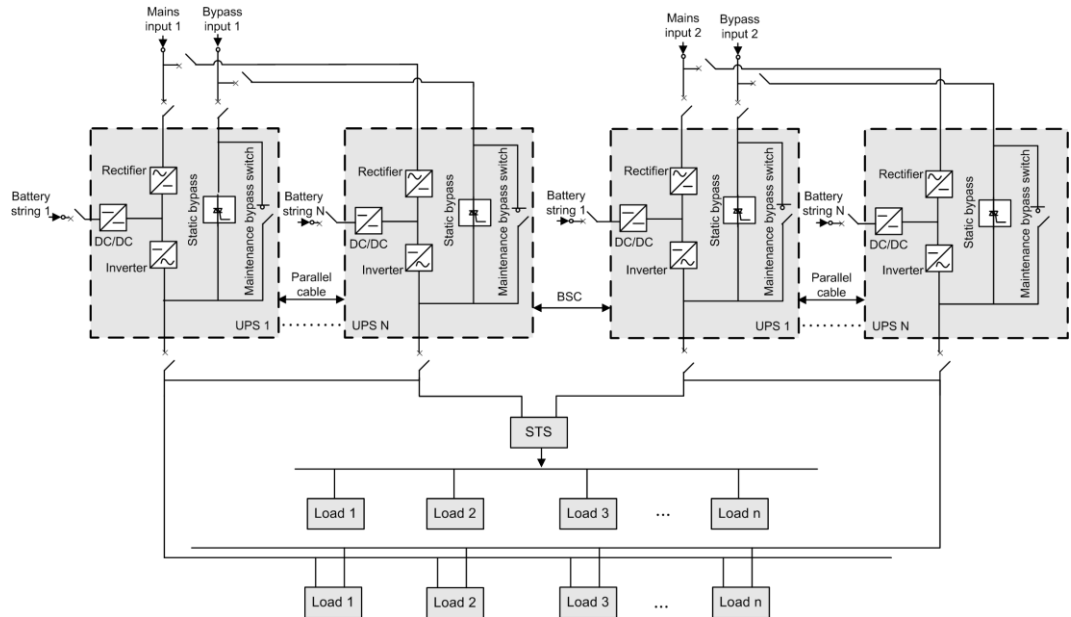 Mains
input 1
Bypass
input 1
Mains
input 2
Bypass
input 2
Rectifier
Static bypass
Maintenance bypass switch
Battery
string 1
DC/DC
Inverter
UPS 1
Parallel
cable
Rectifier
Static bypass
Maintenance bypass switch
Battery
string N
DC/DC
Inverter
UPS N
BSC
Rectifier
Static bypass
Maintenance bypass switch
Battery
string 1
DC/DC
Inverter
UPS 1
Parallel
cable
Rectifier
Static bypass
Maintenance bypass switch
Battery
string N
DC/DC
Inverter
UPS N
STS
Load 1 Load 2 Load 3 ... Load n
Load 1 Load 2 Load 3 ... Load n